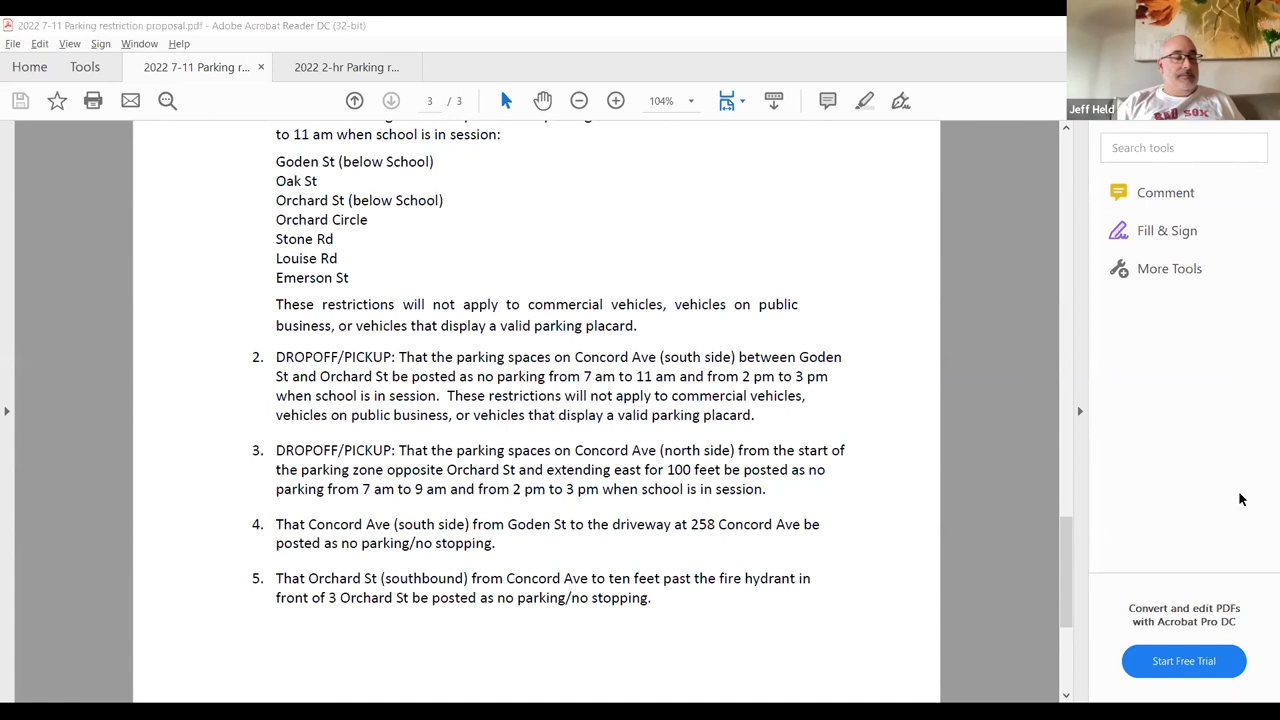 2022 7-11 Parking restriction proposal.pdf - Adobe Acrobat Reader DC (32-bit)
File Edit View Sign Window Help
Home Tools 2022 7-11 Parking r... × 2022 2-hr Parking r...
3 / 3 104%
Jeff Held
RED SOX
to 11 am when school is in session:
Search tools
Goden St (below School)
Oak St
Orchard St (below School)
Orchard Circle
Stone Rd
Louise Rd
Emerson St
Comment
Fill & Sign
More Tools
These restrictions will not apply to commercial vehicles, vehicles on public
business, or vehicles that display a valid parking placard.
2. DROPOFF/PICKUP: That the parking spaces on Concord Ave (south side) between Goden
St and Orchard St be posted as no parking from 7 am to 11 am and from 2 pm to 3 pm
when school is in session. These restrictions will not apply to commercial vehicles,
vehicles on public business, or vehicles that display a valid parking placard.
3. DROPOFF/PICKUP: That the parking spaces on Concord Ave (north side) from the start of
the parking zone opposite Orchard St and extending east for 100 feet be posted as no
parking from 7 am to 9 am and from 2 pm to 3 pm when school is in session.
4. That Concord Ave (south side) from Goden St to the driveway at 258 Concord Ave be
posted as no parking/no stopping.
5. That Orchard St (southbound) from Concord Ave to ten feet past the fire hydrant in
front of 3 Orchard St be posted as no parking/no stopping.
Convert and edit PDFs
with Acrobat Pro DC
Start Free Trial